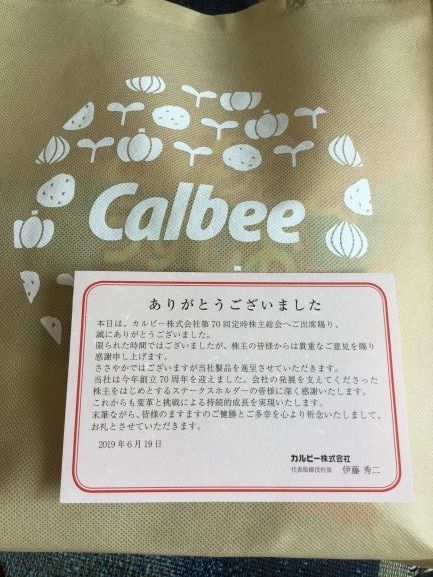 Calbee
ありがとうございました
本日は、カルビー株式会社第70回定時株主総会へご出席賜り、
誠にありがとうございました。
限られた時間ではございましたが、株主の皆様からは貴重なご意見を賜り
感謝申し上げます。
ささやかではございますが当社製品を進呈させていただきます。
当社は今年創立70周年を迎えました。会社の発展を支えてくださった
株主をはじめとするステークスホルダーの皆様に深く感謝いたします。
これからも変革と挑戦による持続的成長を実現いたします。
末筆ながら、皆様のますますのご健勝とご多幸を心より祈念いたしまして、
お礼とさせていただきます。
2019年6月19日
カルビー株式会社
代表取締役社長 伊藤 秀二